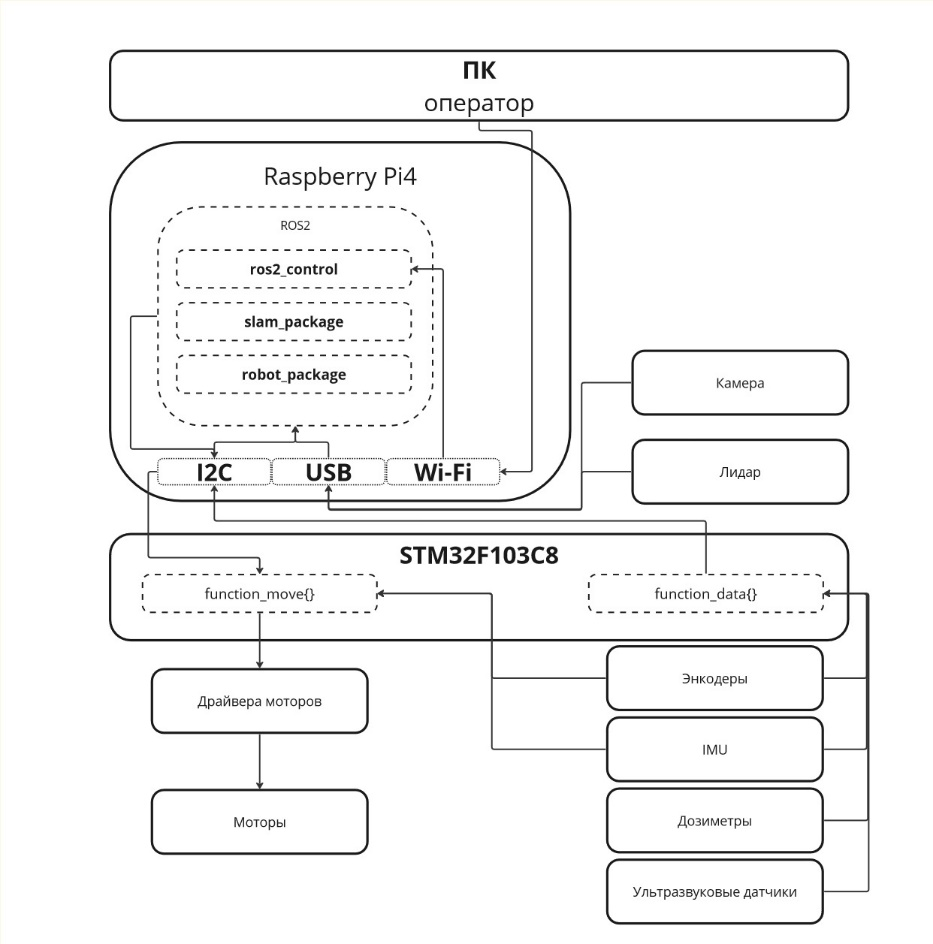 ПК
оператор
Raspberry Pi4
ROS2
ros2_control
slam_package
robot_package
Камера
Лидар
I2C USB Wi-Fi
STM32F103C8
function_move{} function_data{}
Энкодеры
Драйвера моторов
IMU
Моторы
Дозиметры
Ультразвуковые датчики